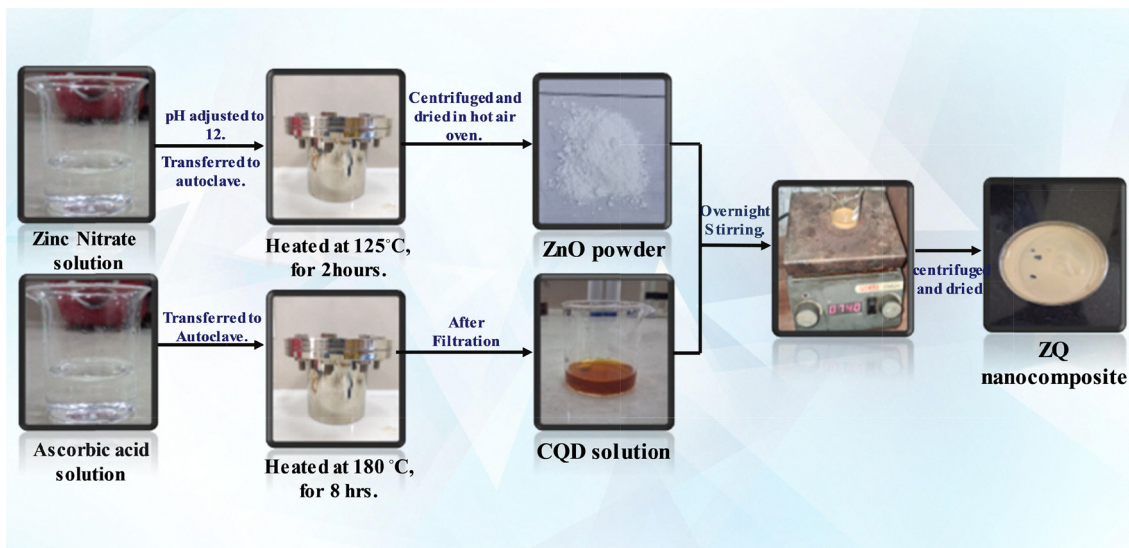 pH adjusted to
12.
Transferred to
autoclave.
Centrifuged and
dried in hot air
oven.
Zinc Nitrate
solution
Heated at 125°C,
for 2hours.
ZnO powder
Overnight
Stirring.
0740
centrifuged
and dried
ZQ
nanocomposite
Transferred to
Autoclave.
After
Filtration
Ascorbic acid
solution
Heated at 180 °C,
for 8 hrs.
CQD solution